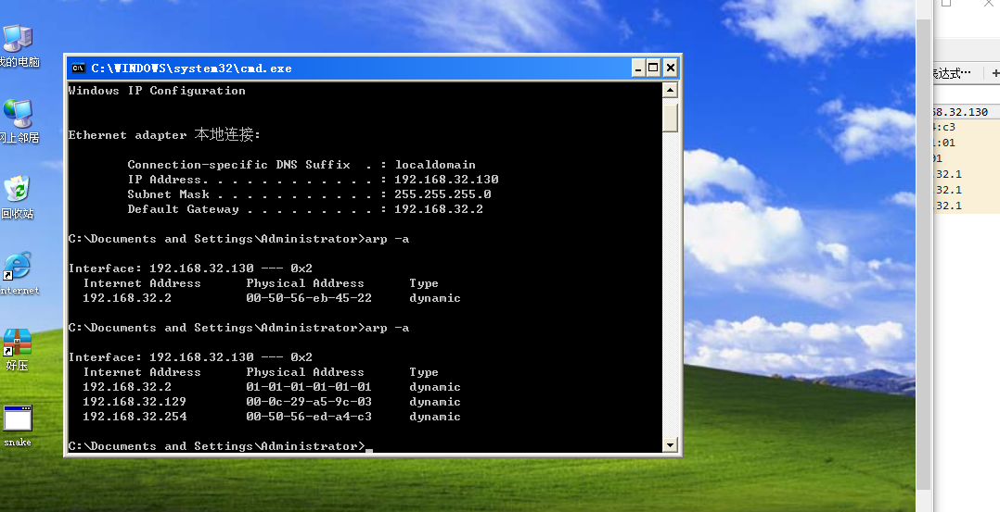 我的电脑
网上邻居
回收站
Internet
好压
snake
C:\WINDOWS\system32\cmd.exe
Windows IP Configuration
Ethernet adapter 本地连接:
Connection-specific DNS Suffix  . : localdomain
IP Address. . . . . . . . . . . . : 192.168.32.130
Subnet Mask . . . . . . . . . . . : 255.255.255.0
Default Gateway . . . . . . . . . : 192.168.32.2
C:\Documents and Settings\Administrator>arp -a
Interface: 192.168.32.130 --- 0x2
Internet Address      Physical Address      Type
192.168.32.2          00-50-56-eb-45-22     dynamic
C:\Documents and Settings\Administrator>arp -a
Interface: 192.168.32.130 --- 0x2
Internet Address      Physical Address      Type
192.168.32.2          01-01-01-01-01-01     dynamic
192.168.32.129        00-0c-29-a5-9c-03     dynamic
192.168.32.254        00-50-56-ed-a4-c3     dynamic
C:\Documents and Settings\Administrator>_
表达式… +
8.32.130
:c3
:01
01
.32.1
.32.1
.32.1